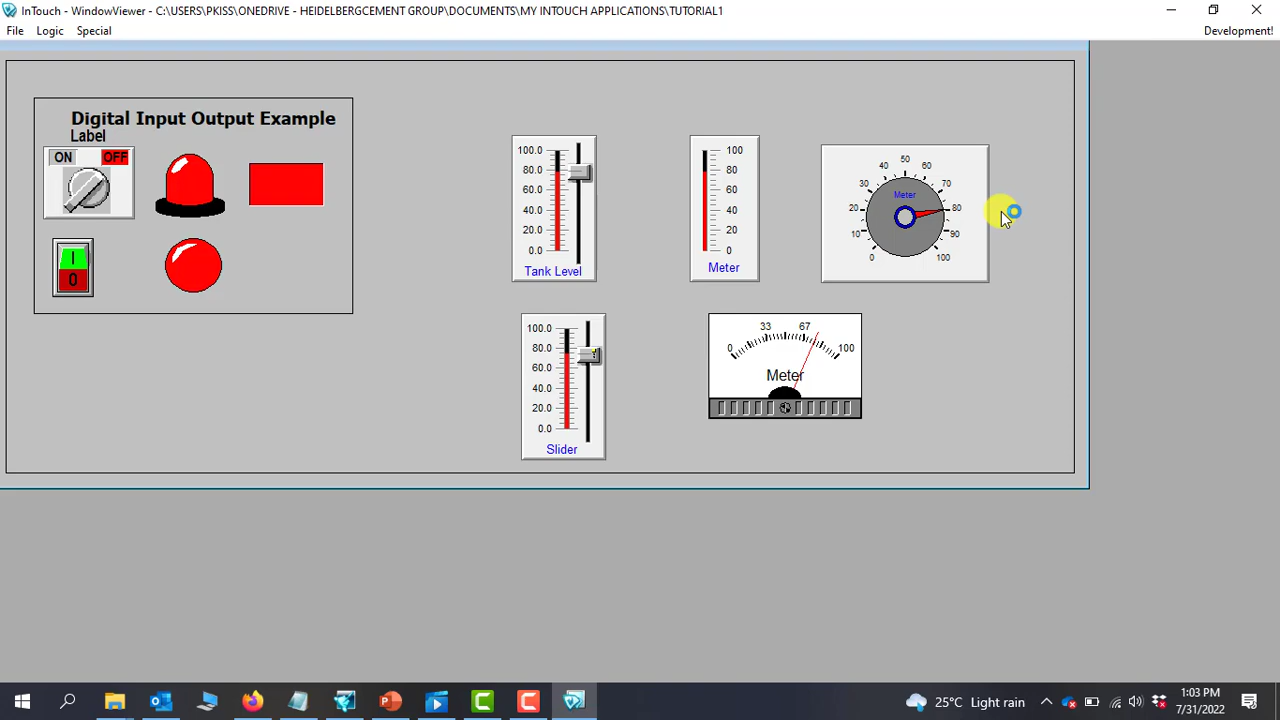 InTouch - WindowViewer - C:\USERS\PKISS\ONEDRIVE - HEIDELBERGCEMENT GROUP\DOCUMENTS\MY INTOUCH APPLICATIONS\TUTORIAL1
File Logic Special Development!
Digital Input Output Example
Label
ON OFF
I
0
100.0
80.0
60.0
40.0
20.0
0.0
Tank Level
100
80
60
40
20
0
Meter
0 10 20 30 40 50 60 70 80 90 100
Meter
100.0
80.0
60.0
40.0
20.0
0.0
Slider
0 33 67 100
Meter
25°C Light rain
1:03 PM
7/31/2022